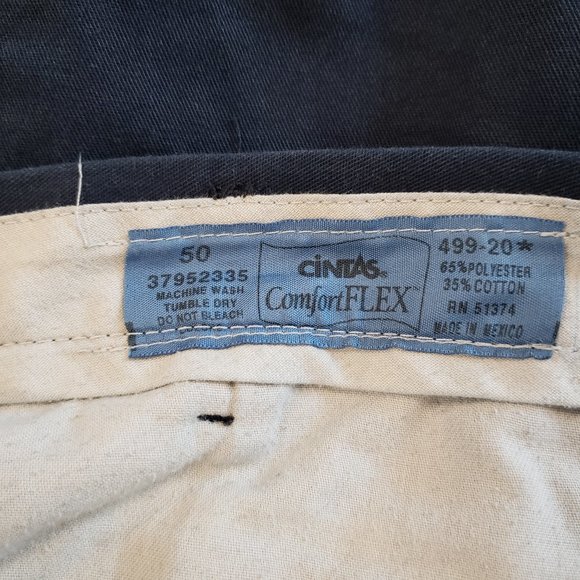 50
37952335
MACHINE WASH
TUMBLE DRY
DO NOT BLEACH
CiNTAS®
ComfortFLEX™
499-20*
65%POLYESTER
35% COTTON
RN 51374
MADE IN MEXICO